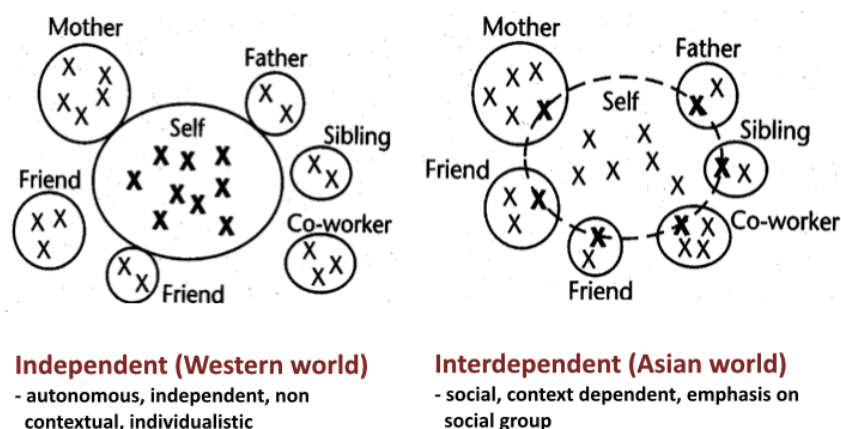 Mother
Father
Self
Sibling
Friend
Co-worker
Friend
X X X X X
X X
X X
X X X X X X X X X
X X X
X X X
X X
Independent (Western world)
- autonomous, independent, non
contextual, individualistic
Mother
Father
Self
Sibling
Friend
Co-worker
Friend
X X X X X
X X
X X X X X X
X X
X X X
X X X X
X X
Interdependent (Asian world)
- social, context dependent, emphasis on
social group